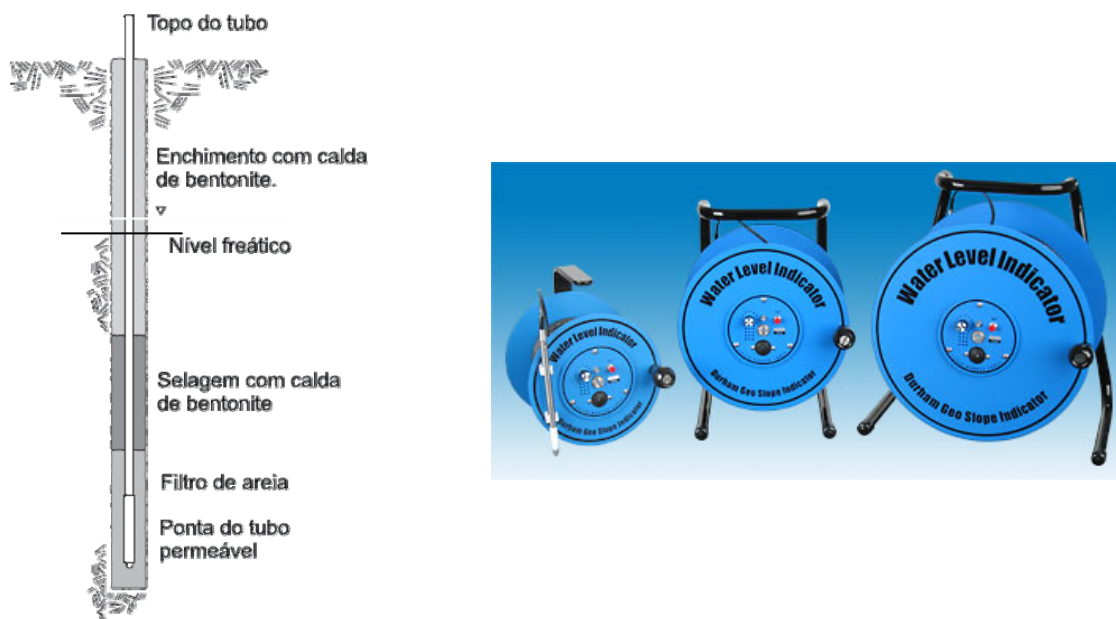 Topo do tubo
Enchimento com calda
de bentonite.
Nível freático
Selagem com calda
de bentonite
Filtro de areia
Ponta do tubo
permeável
Water Level Indicator
Durham Geo Slope Indicator
Water Level Indicator
Durham Geo Slope Indicator
Water Level Indicator
Durham Geo Slope Indicator